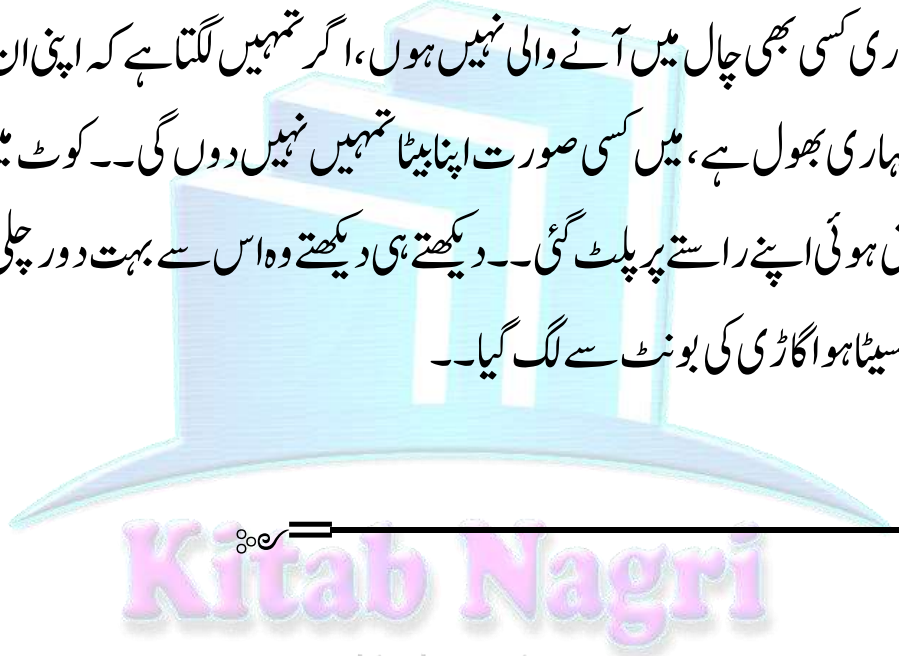 ری کسی بھی چال میں آنے والی نہیں ہوں، اگر تمہیں لگتا ہے کہ اپنی ان
ہاری بھول ہے، میں کسی صورت اپنا بیٹا تمہیں نہیں دوں گی۔۔ کوٹ
ہوئی اپنے راستے پر پلٹ گئی۔۔ دیکھتے ہی دیکھتے وہ اس سے بہت دور چلی
سیٹا ہوا گاڑی کی بونٹ سے لگ گیا۔۔
Kitab Nagri